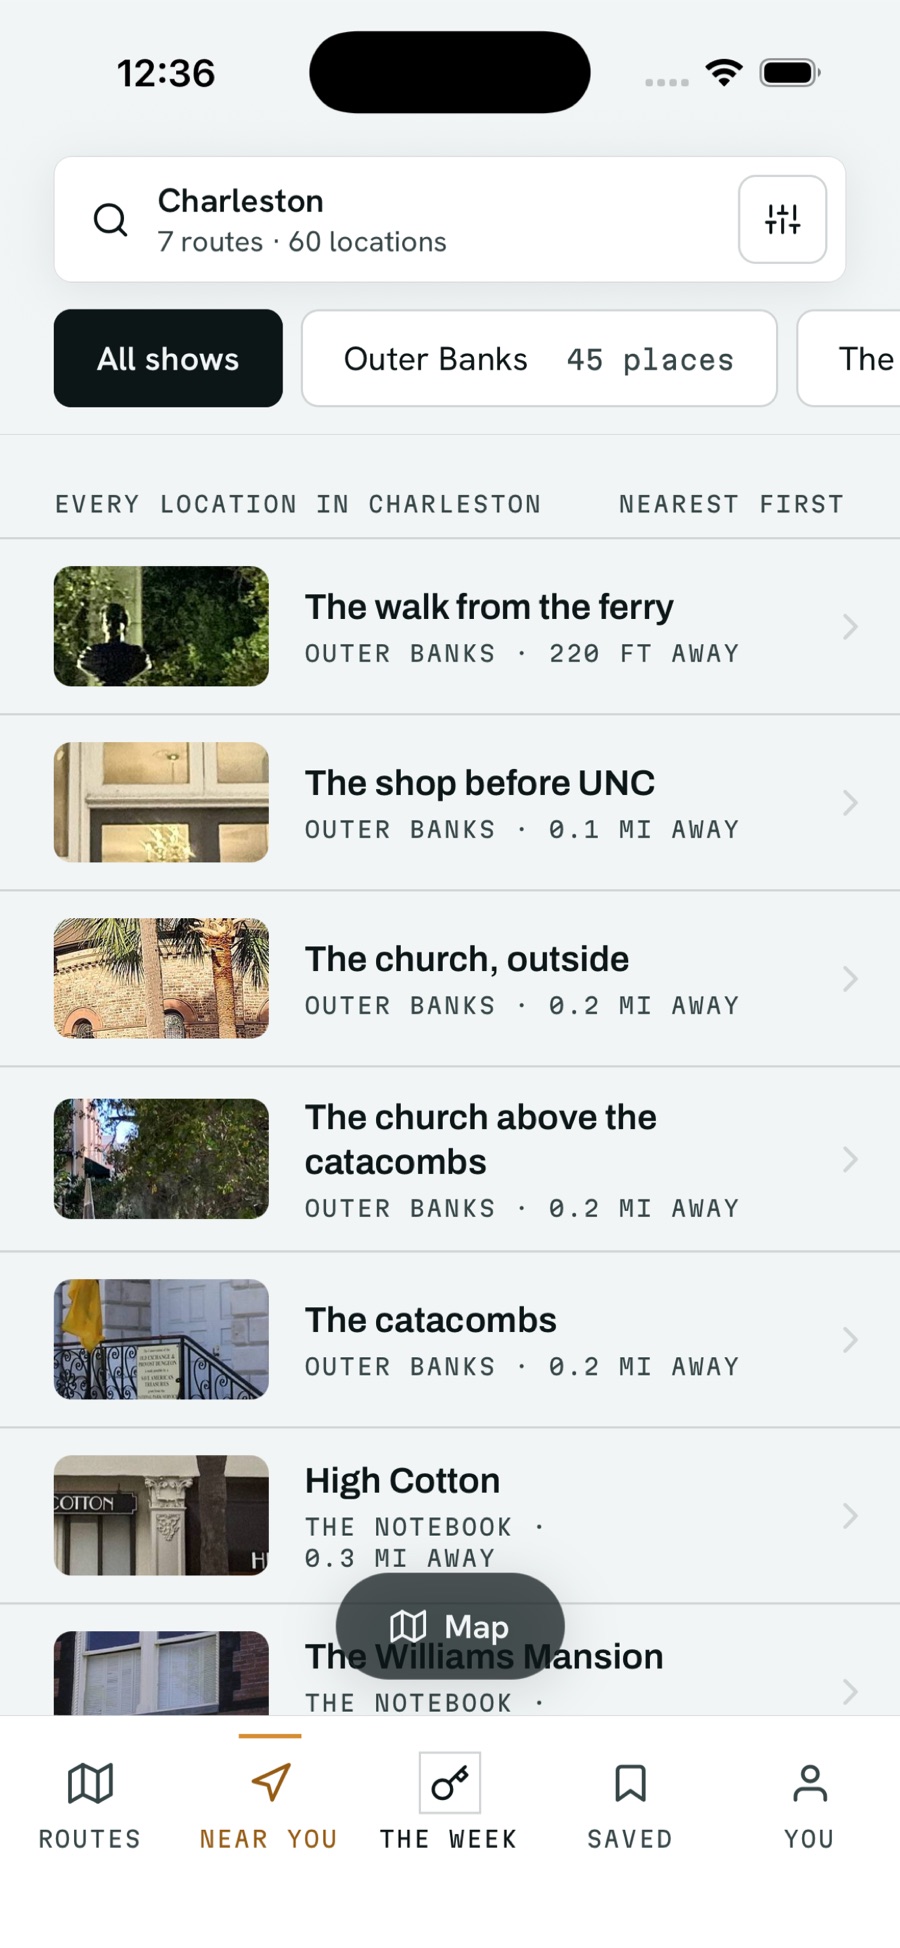 12:36
Charleston
7 routes · 60 locations
All shows
Outer Banks 45 places
The
EVERY LOCATION IN CHARLESTON NEAREST FIRST
The walk from the ferry
OUTER BANKS · 220 FT AWAY
The shop before UNC
OUTER BANKS · 0.1 MI AWAY
The church, outside
OUTER BANKS · 0.2 MI AWAY
The church above the
catacombs
OUTER BANKS · 0.2 MI AWAY
OLD EXCHANGE &
PROVOST DUNGEON
The catacombs
OUTER BANKS · 0.2 MI AWAY
COTTON
H
High Cotton
THE NOTEBOOK ·
0.3 MI AWAY
Map
The Williams Mansion
THE NOTEBOOK ·
ROUTES
NEAR YOU
THE WEEK
SAVED
YOU